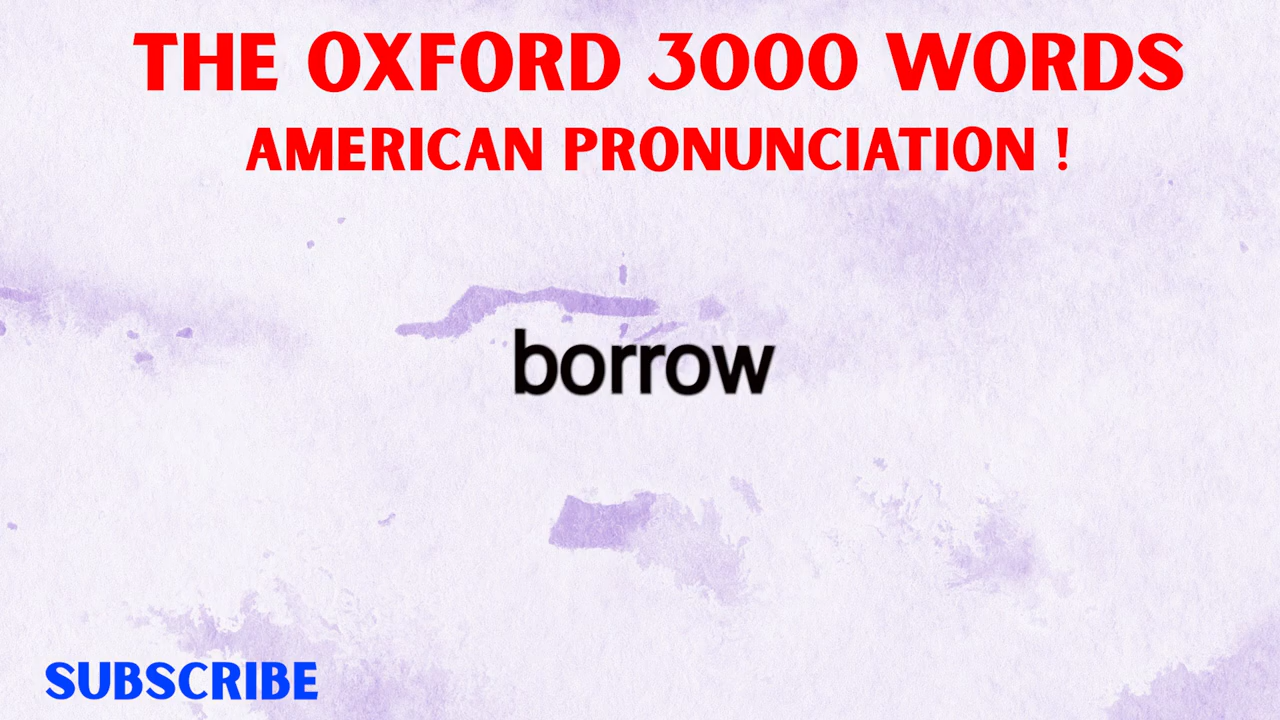 THE OXFORD 3000 WORDS
AMERICAN PRONUNCIATION !
borrow
SUBSCRIBE